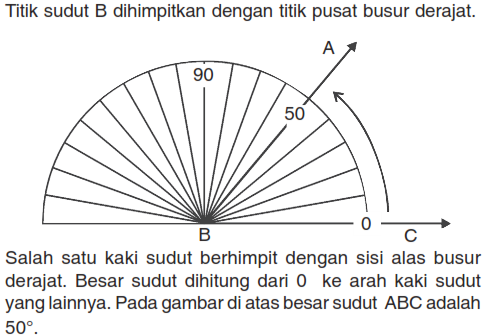 Titik sudut B dihimpitkan dengan titik pusat busur derajat.
A
90
50
0
B
C
Salah satu kaki sudut berhimpit dengan sisi alas busur
derajat. Besar sudut dihitung dari 0 ke arah kaki sudut
yang lainnya. Pada gambar di atas besar sudut ABC adalah
50°.